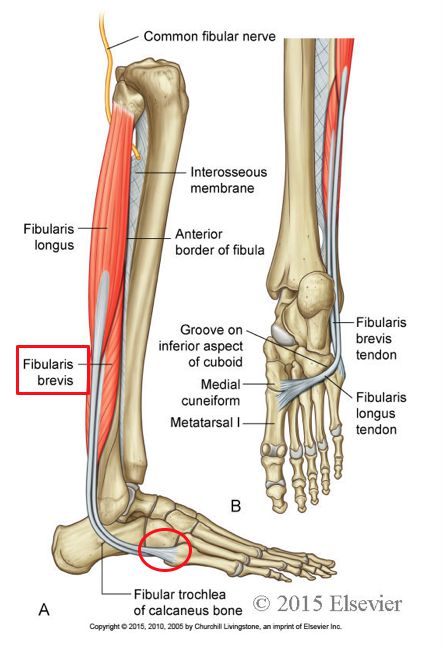 Common fibular nerve
Interosseous
membrane
Fibularis
longus
Anterior
border of fibula
Fibularis
brevis
Groove on
inferior aspect
of cuboid
Fibularis
brevis
tendon
Medial
cuneiform
Fibularis
longus
tendon
Metatarsal I
B
Fibular trochlea
of calcaneus bone
A
© 2015 Elsevier
Copyright © 2015, 2010, 2005 by Churchill Livingstone, an imprint of Elsevier Inc.